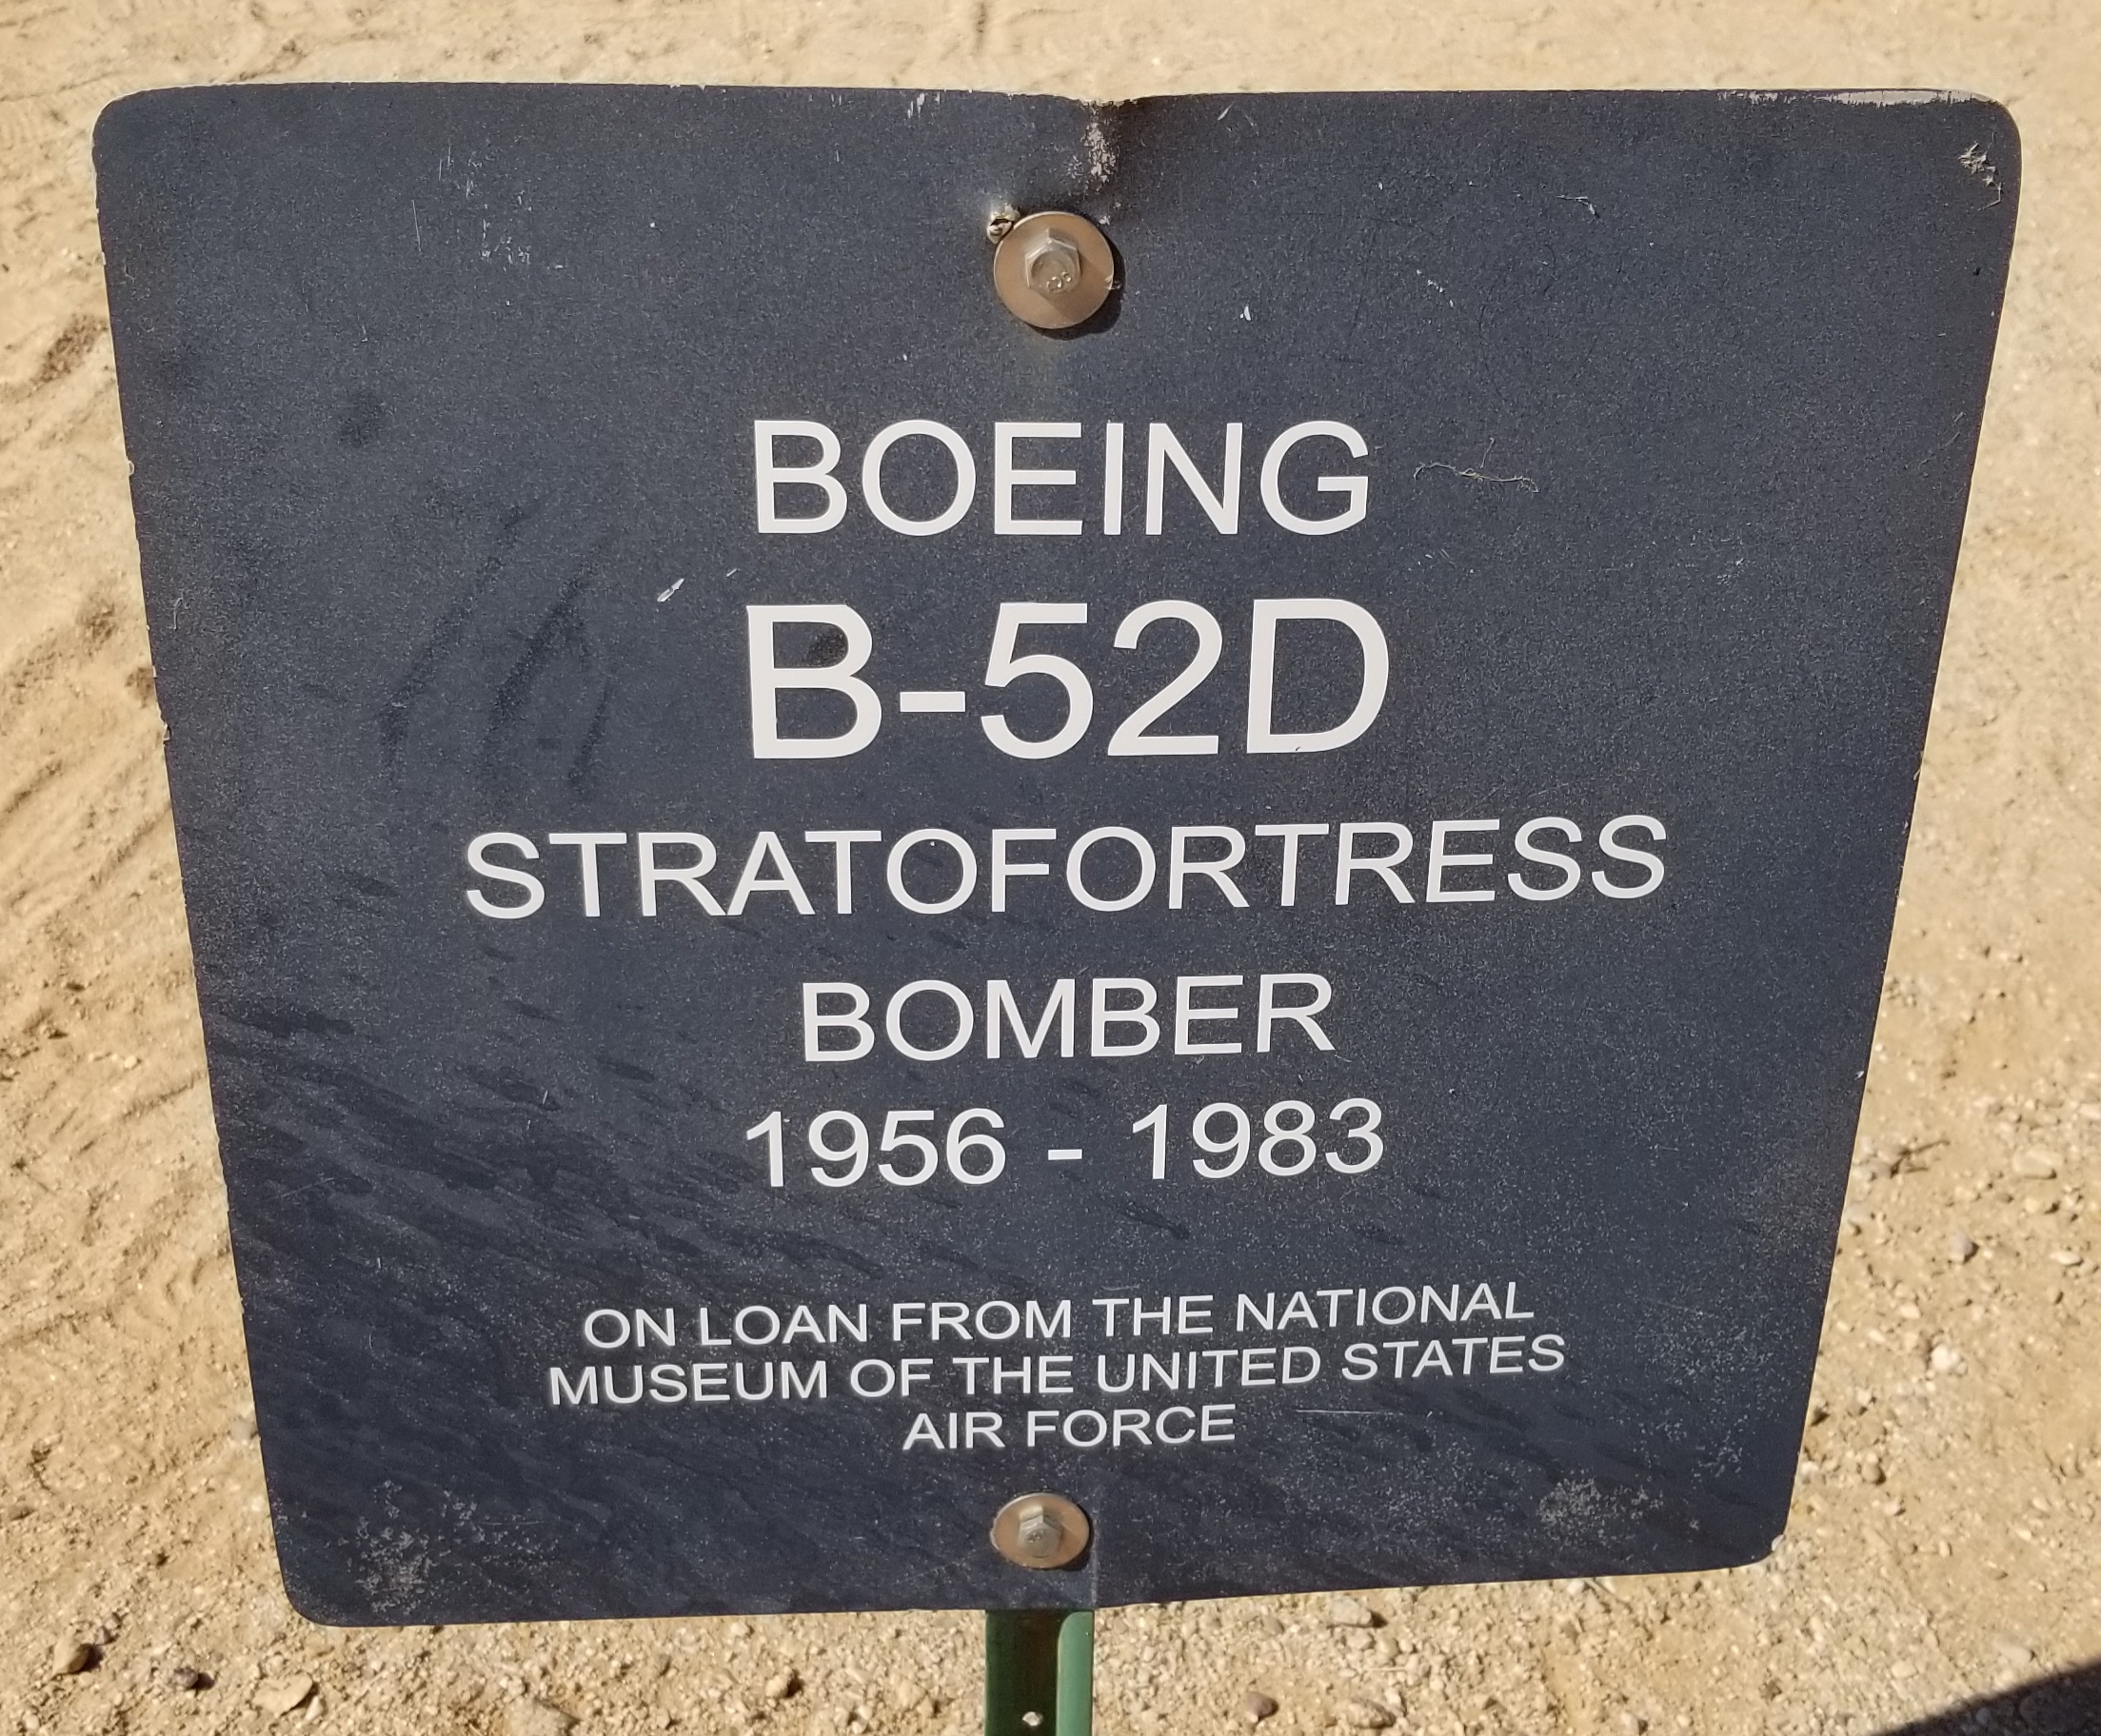 BOEING
B-52D
STRATOFORTRESS
BOMBER
1956 - 1983
ON LOAN FROM THE NATIONAL
MUSEUM OF THE UNITED STATES
AIR FORCE